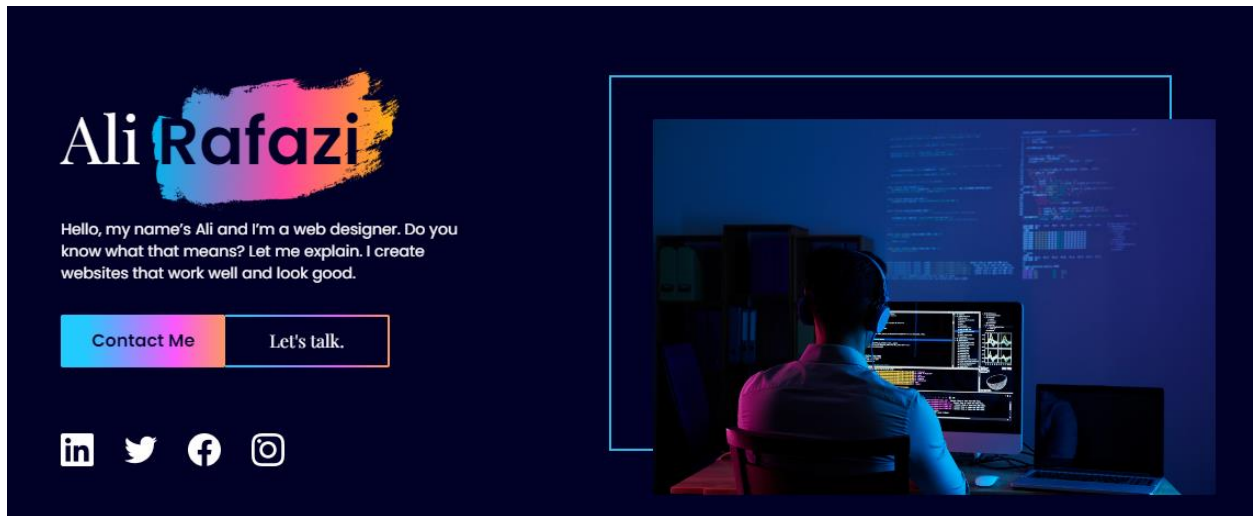 Ali Rafazi
Hello, my name's Ali and I'm a web designer. Do you
know what that means? Let me explain. I create
websites that work well and look good.
Contact Me
Let's talk.
in